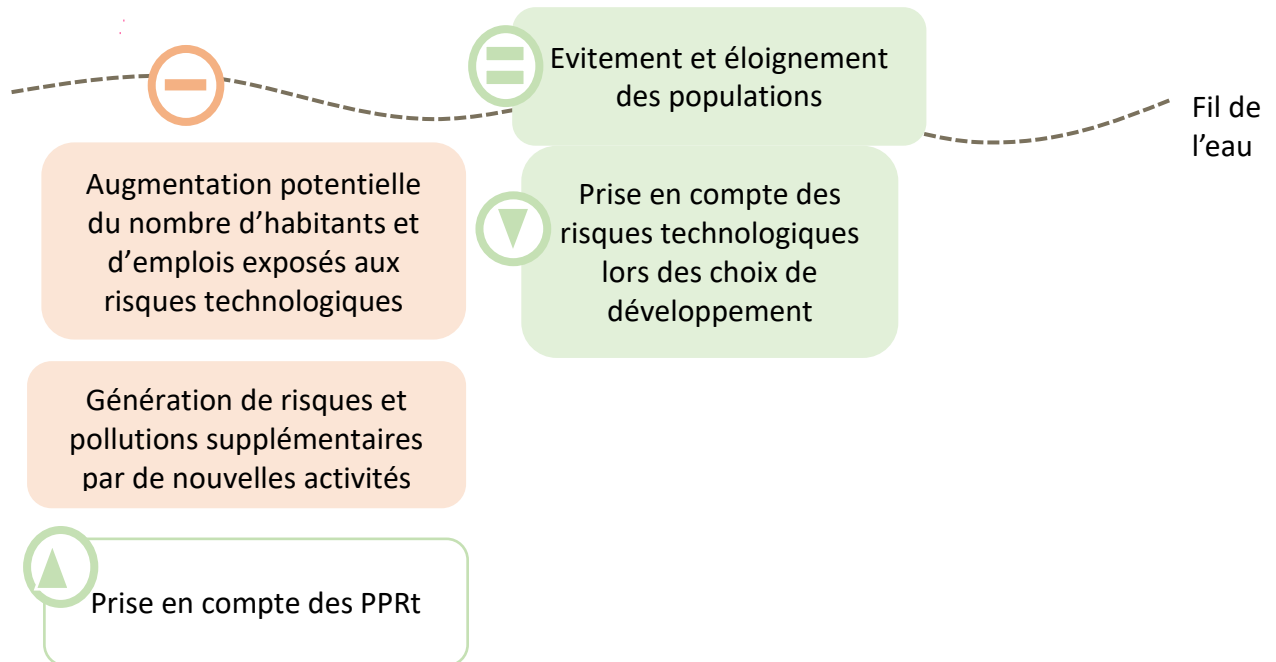 Evitement et éloignement
des populations
Fil de
l'eau
Augmentation potentielle
du nombre d'habitants et
d'emplois exposés aux
risques technologiques
Prise en compte des
risques technologiques
lors des choix de
développement
Génération de risques et
pollutions supplémentaires
par de nouvelles activités
Prise en compte des PPRt